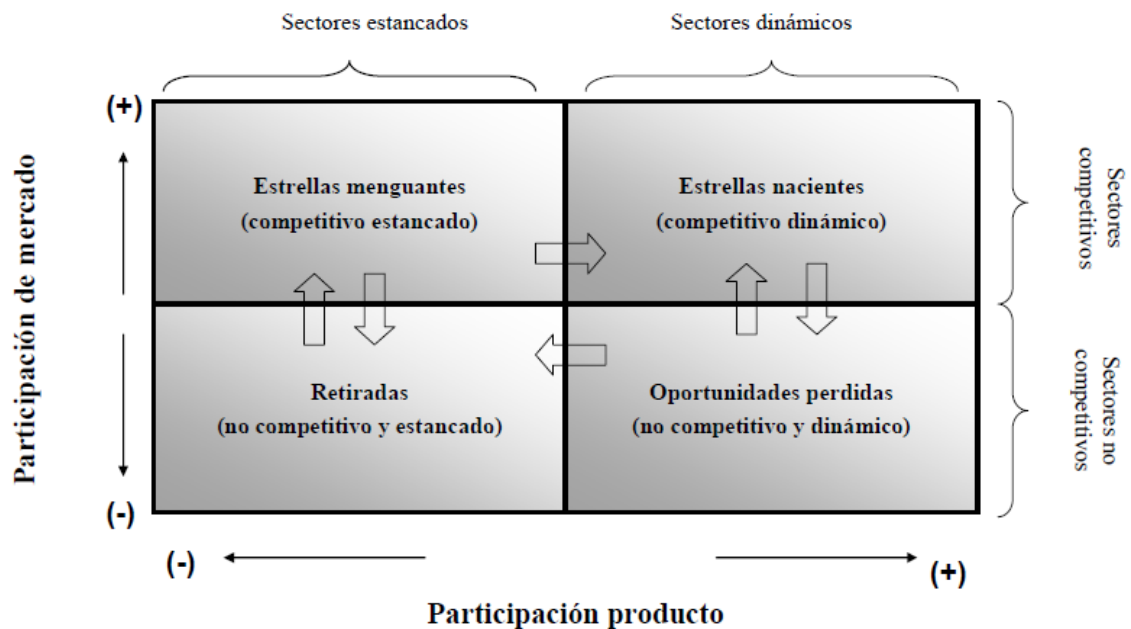 Sectores estancados
Sectores dinámicos
(+)
Estrellas menguantes
(competitivo estancado)
Estrellas nacientes
(competitivo dinámico)
Sectores
competitivos
Participación de mercado
Retiradas
(no competitivo y estancado)
Oportunidades perdidas
(no competitivo y dinámico)
Sectores no
competitivos
(-)
(-)
(+)
Participación producto